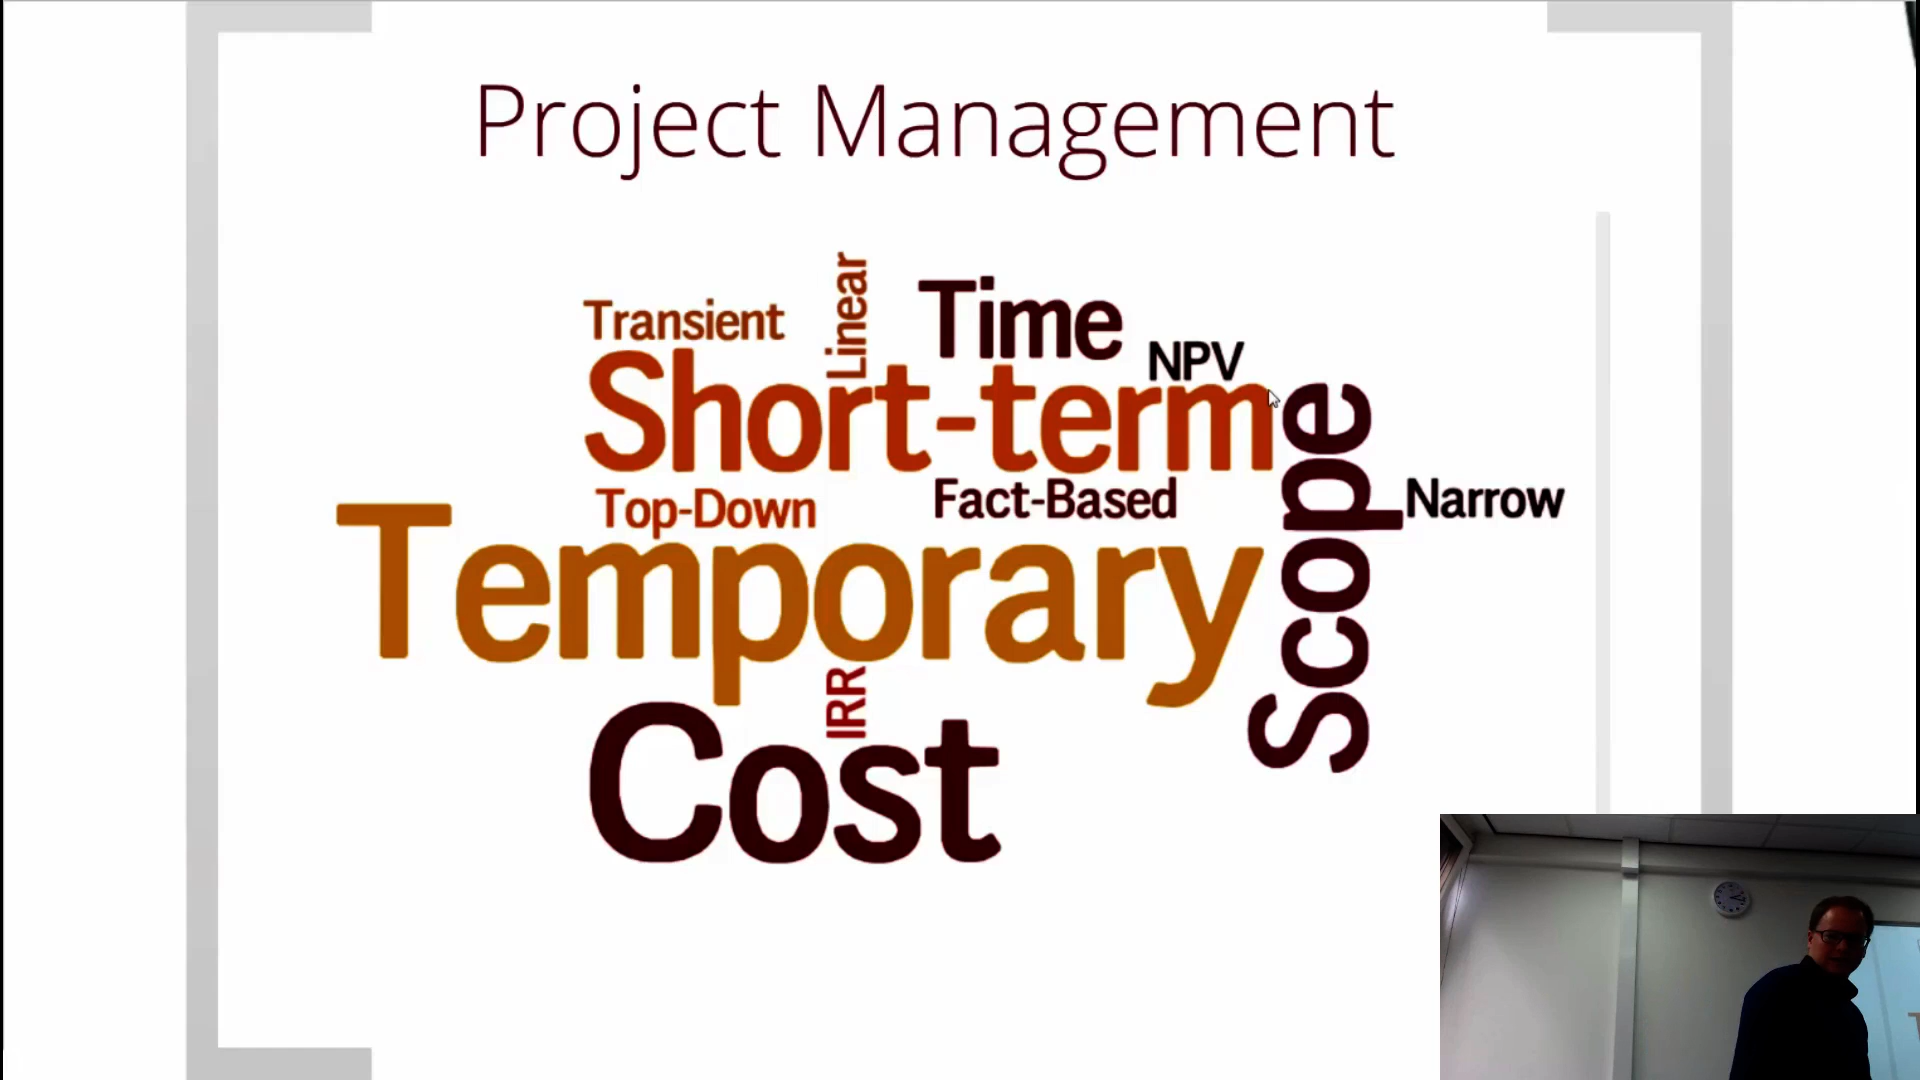 Project Management
Linear
Time
Transient
NPV
Short-term
Scope
Top-Down
Fact-Based
Narrow
Temporary
IRR
Cost